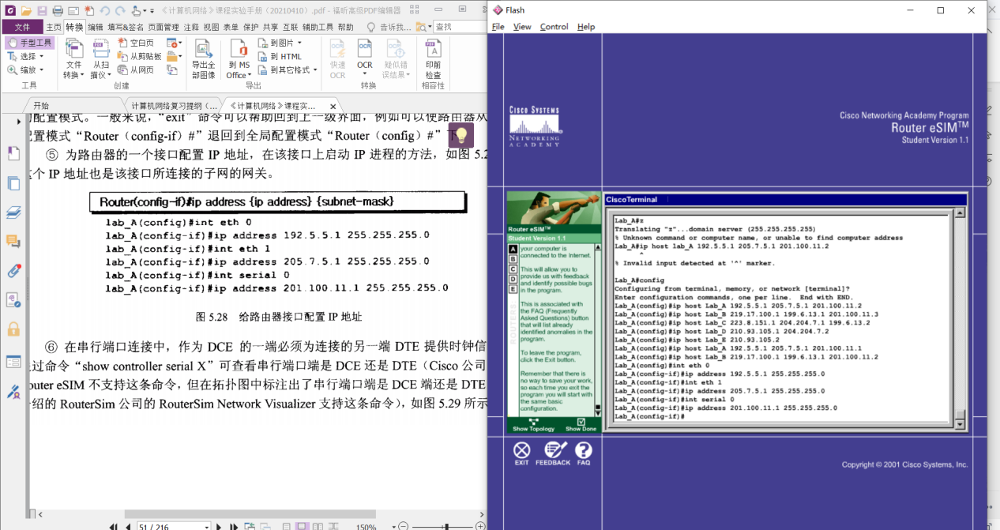 《计算机网络》课程实验手册（20210410）.pdf - 福昕高级PDF编辑器
文件 主页 转换 编辑 填写&签名 页面管理 注释 视图 表单 保护 共享 互联 辅助工具 帮助 告诉我... 查找
手型工具
选择
缩放
工具
文件转换
从扫描仪
空白页
从剪贴板
从网页
创建
导出全部图像
到 MS Office
到图片
到 HTML
到其它格式
导出
快速 OCR
OCR
疑似错误结果
转换
印前检查
相容性
开始
计算机网络复习提纲（...
《计算机网络》课程实...
配置模式。一般来说，“exit”命令可以帮助回到上一级界面，例如可以使路由器从
置模式“Router（config-if）#”退回到全局配置模式“Router（config）#”下
⑤ 为路由器的一个接口配置 IP 地址，在该接口上启动 IP 进程的方法，如图 5.2
个 IP 地址也是该接口所连接的子网的网关。
Router(config-if)#ip address {ip address} {subnet-mask}
lab_A(config)#int eth 0
lab_A(config-if)#ip address 192.5.5.1 255.255.255.0
lab_A(config-if)#int eth 1
lab_A(config-if)#ip address 205.7.5.1 255.255.255.0
lab_A(config-if)#int serial 0
lab_A(config-if)#ip address 201.100.11.1 255.255.255.0
图 5.28 给路由器接口配置 IP 地址
⑥ 在串行端口连接中，作为 DCE 的一端必须为连接的另一端 DTE 提供时钟信
过命令“show controller serial X”可查看串行端口端是 DCE 还是 DTE（Cisco 公司
outer eSIM 不支持这条命令，但在拓扑图中标注出了串行端口端是 DCE 端还是 DTE
绍的 RouterSim 公司的 RouterSim Network Visualizer 支持这条命令），如图 5.29 所示
51 / 216
150%
Flash
File View Control Help
CISCO SYSTEMS
NETWORKING
ACADEMY
Cisco Networking Academy Program
Router eSIM™
Student Version 1.1
Router eSIM™
Student Version 1.1
A
B
C
D
E
ROUTERS
your computer is
connected to the Internet.
This will allow you to
provide us with feedback
and identify possible bugs
in the program.
This is associated with
the FAQ (Frequently
Asked Questions) button
that will list already
identified anomalies in the
program.
To leave the program,
click the Exit button.
Remember that there is
no way to save your work,
so each time you exit the
program you will start with
the same basic
configuration.
Show Topology
Show Done
CiscoTerminal
Lab_A#z
Translating "z"...domain server (255.255.255.255)
% Unknown command or computer name, or unable to find computer address
Lab_A#ip host lab_A 192.5.5.1 205.7.5.1 201.100.11.2
^
% Invalid input detected at '^' marker.
Lab_A#config
Configuring from terminal, memory, or network [terminal]?
Enter configuration commands, one per line. End with END.
Lab_A(config)#ip host Lab_A 192.5.5.1 205.7.5.1 201.100.11.2
Lab_A(config)#ip host Lab_B 219.17.100.1 199.6.13.1 201.100.11.3
Lab_A(config)#ip host Lab_C 223.8.151.1 204.204.7.1 199.6.13.2
Lab_A(config)#ip host Lab_D 210.93.105.1 204.204.7.2
Lab_A(config)#ip host Lab_E 210.93.105.2
Lab_A(config)#ip host Lab_A 192.5.5.1 205.7.5.1 201.100.11.1
Lab_A(config)#ip host Lab_B 219.17.100.1 199.6.13.1 201.100.11.2
Lab_A(config)#int eth 0
Lab_A(config-if)#ip address 192.5.5.1 255.255.255.0
Lab_A(config-if)#int eth 1
Lab_A(config-if)#ip address 205.7.5.1 255.255.255.0
Lab_A(config-if)#int serial 0
Lab_A(config-if)#ip address 201.100.11.1 255.255.255.0
Lab_A(config-if)#
EXIT
FEEDBACK
FAQ
Copyright © 2001 Cisco Systems, Inc.